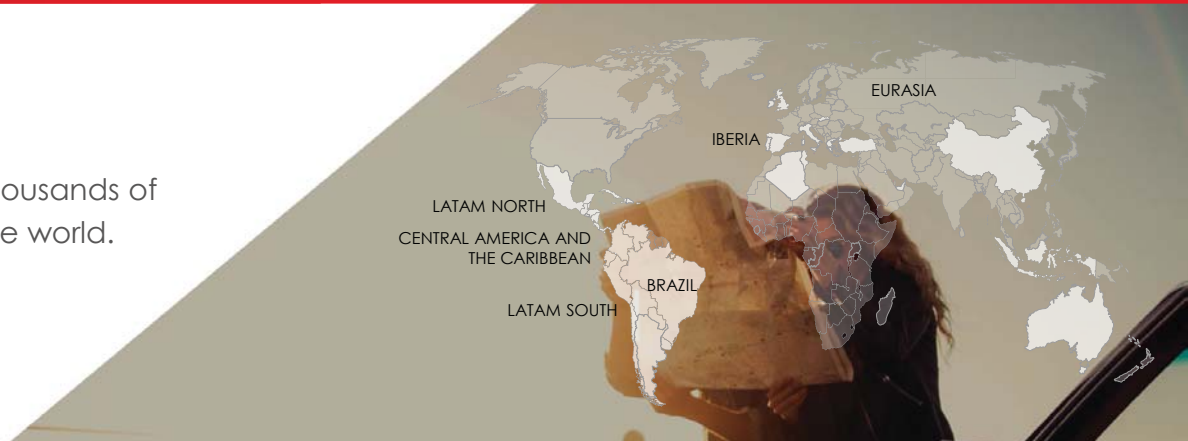 ousands of
e world.
EURASIA
IBERIA
LATAM NORTH
CENTRAL AMERICA AND
THE CARIBBEAN
BRAZIL
LATAM SOUTH